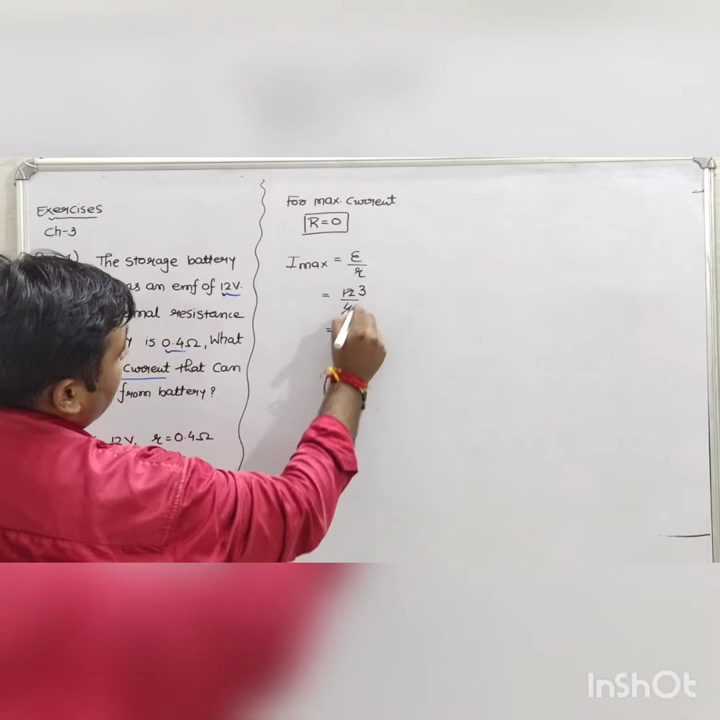 Exercises
Ch-3
The storage battery
as an emf of 12V.
resistance
is 0.4Ω, What
current that can
from battery?
12V, r=0.4Ω
For max. current
R=0
Imax = ε/r
= 12 3
4
=
InShOt